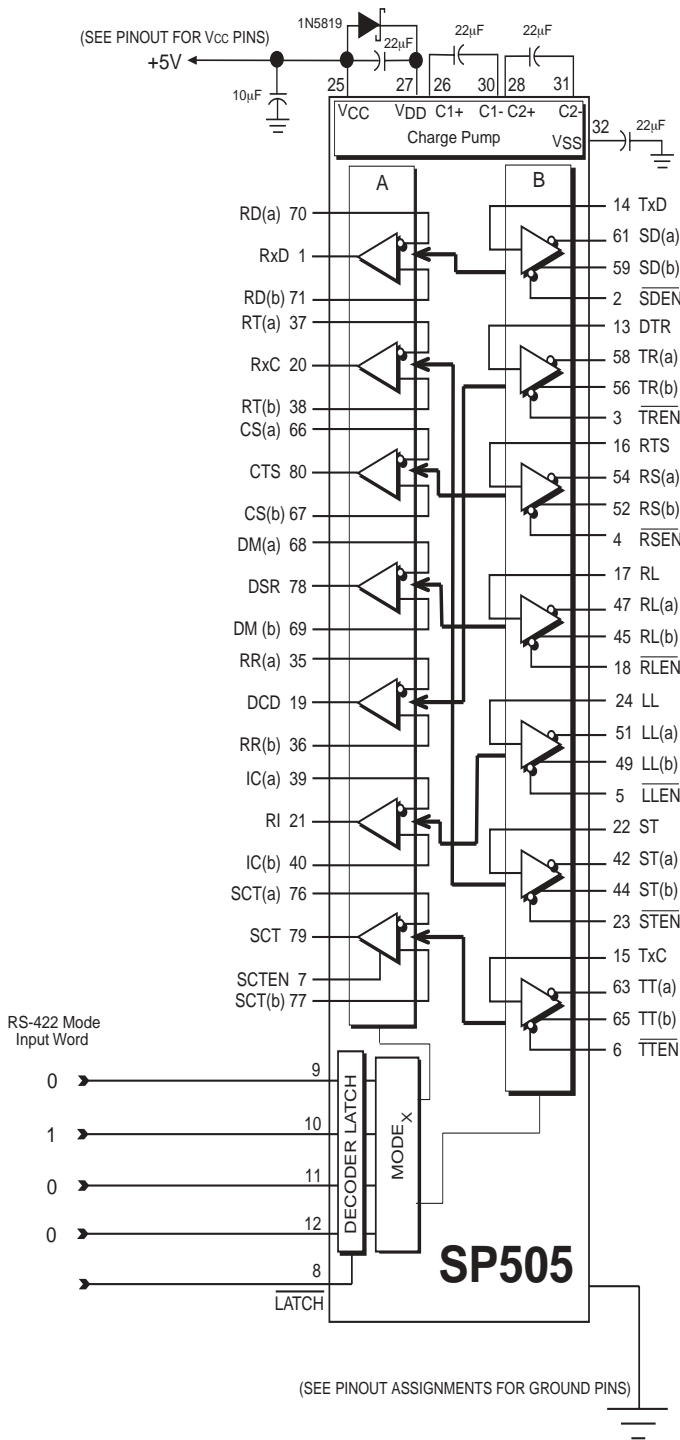 1N5819
(SEE PINOUT FOR VCC PINS)
22µF
22µF
22µF
+5V
25
27
26
30
28
31
10µF
VCC
VDD
C1+
C1-
C2+
C2-
Charge Pump
VSS
32
22µF
A
B
RD(a) 70
RxD 1
RD(b) 71
RT(a) 37
RxC 20
RT(b) 38
CS(a) 66
CTS 80
CS(b) 67
DM(a) 68
DSR 78
DM (b) 69
RR(a) 35
DCD 19
RR(b) 36
IC(a) 39
RI 21
IC(b) 40
SCT(a) 76
SCT 79
SCTEN 7
SCT(b) 77
14 TxD
61 SD(a)
59 SD(b)
2 SDEN
13 DTR
58 TR(a)
56 TR(b)
3 TREN
16 RTS
54 RS(a)
52 RS(b)
4 RSEN
17 RL
47 RL(a)
45 RL(b)
18 RLEN
24 LL
51 LL(a)
49 LL(b)
5 LLEN
22 ST
42 ST(a)
44 ST(b)
23 STEN
15 TxC
63 TT(a)
65 TT(b)
6 TTEN
RS-422 Mode
Input Word
0
9
1
10
0
11
0
12
8
LATCH
DECODER LATCH
MODEX
SP505
(SEE PINOUT ASSIGNMENTS FOR GROUND PINS)